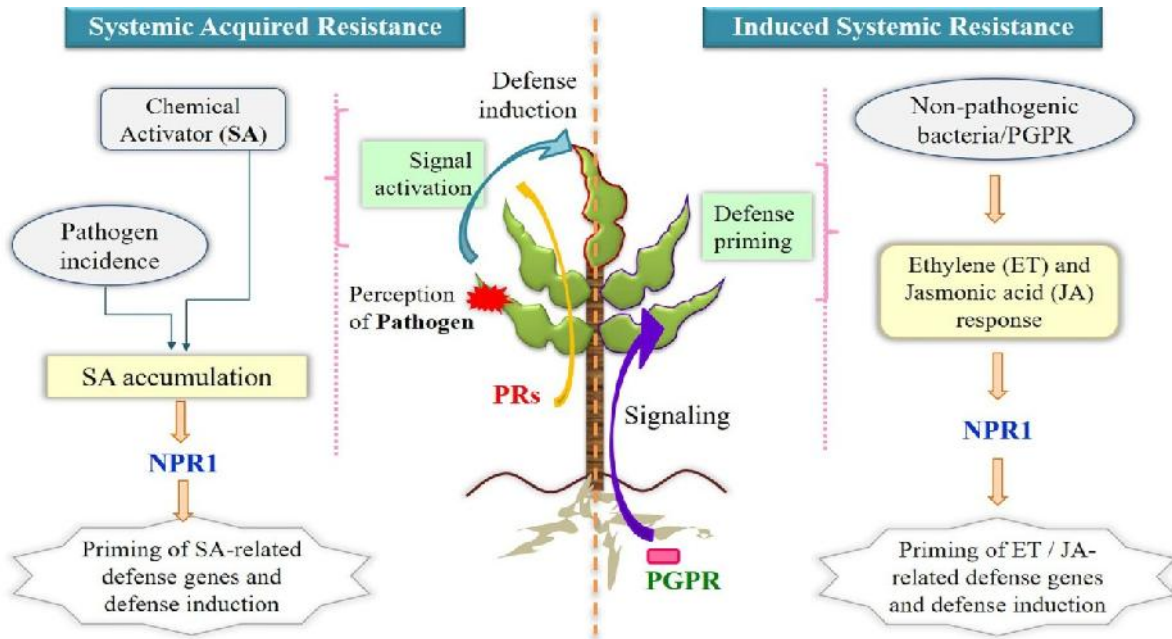 Systemic Acquired Resistance
Chemical
Activator (SA)
Pathogen
incidence
SA accumulation
NPR1
Priming of SA-related
defense genes and
defense induction
Defense
induction
Signal
activation
Perception
of Pathogen
PRs
Signaling
PGPR
Defense
priming
Induced Systemic Resistance
Non-pathogenic
bacteria/PGPR
Ethylene (ET) and
Jasmonic acid (JA)
response
NPR1
Priming of ET / JA-
related defense genes
and defense induction